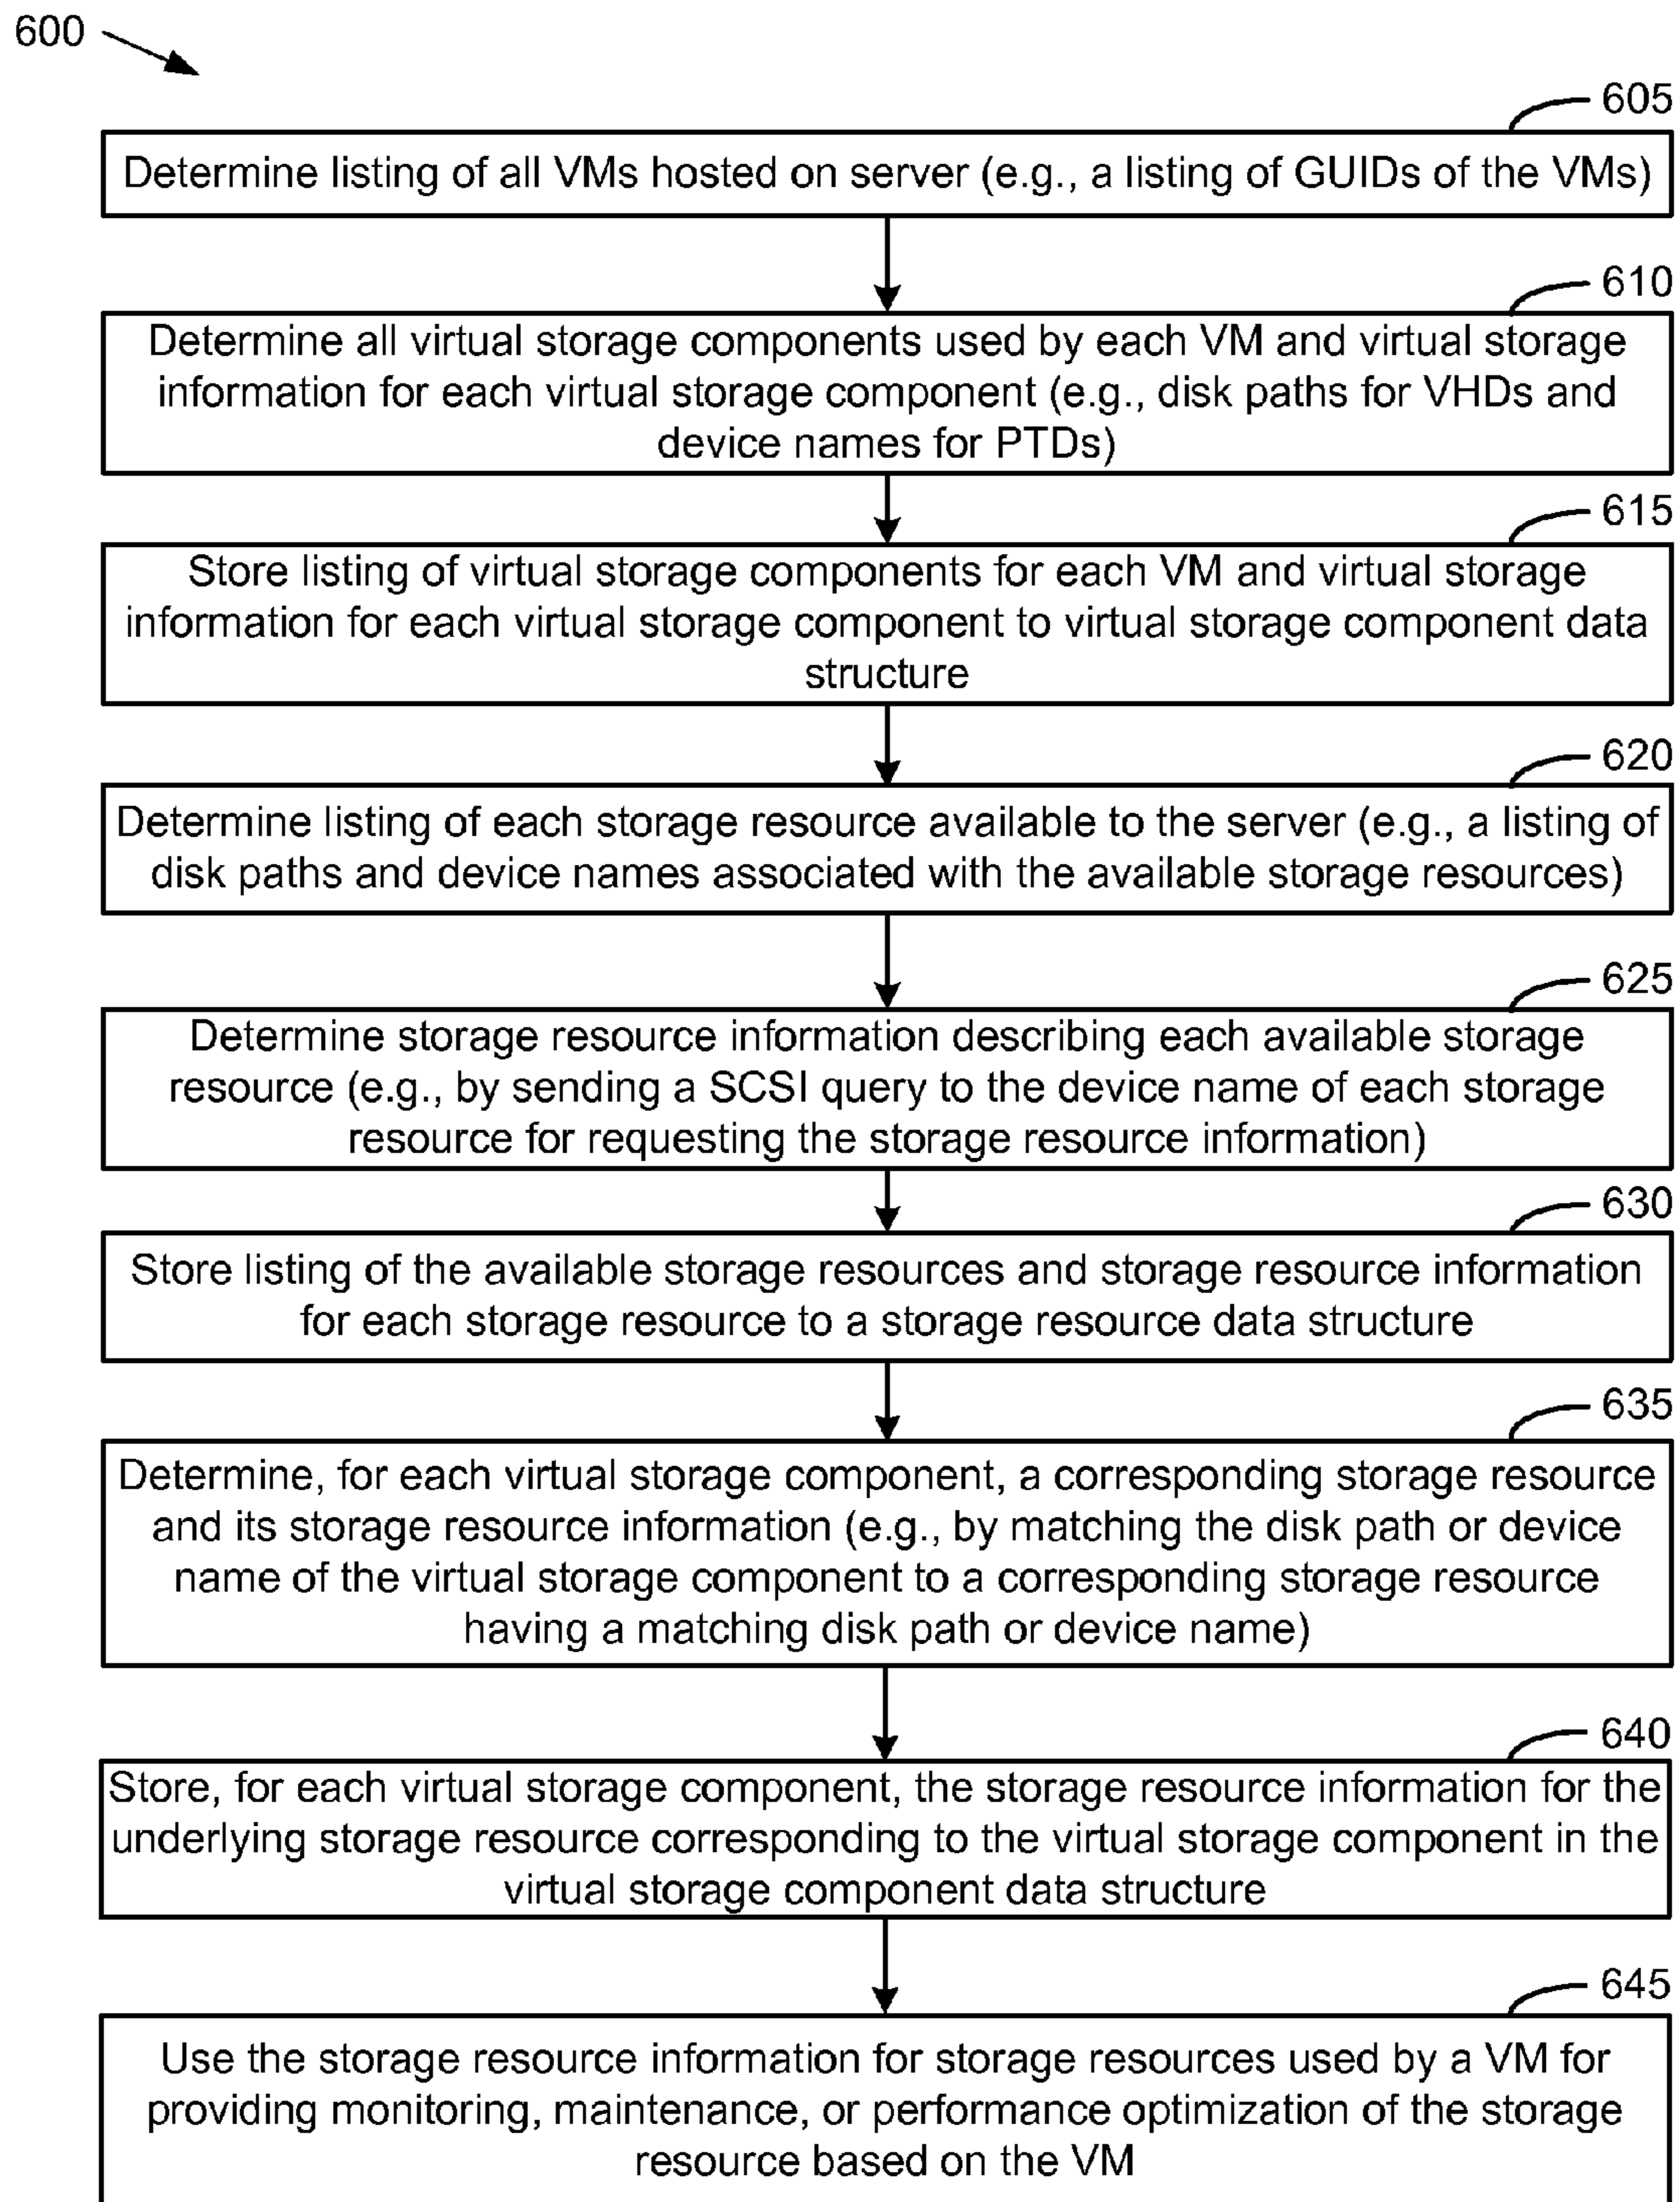 600
605
Determine listing of all VMs hosted on server (e.g., a listing of GUIDs of the VMs)
610
Determine all virtual storage components used by each VM and virtual storage
information for each virtual storage component (e.g., disk paths for VHDs and
device names for PTDs)
615
Store listing of virtual storage components for each VM and virtual storage
information for each virtual storage component to virtual storage component data
structure
620
Determine listing of each storage resource available to the server (e.g., a listing of
disk paths and device names associated with the available storage resources)
625
Determine storage resource information describing each available storage
resource (e.g., by sending a SCSI query to the device name of each storage
resource for requesting the storage resource information)
630
Store listing of the available storage resources and storage resource information
for each storage resource to a storage resource data structure
635
Determine, for each virtual storage component, a corresponding storage resource
and its storage resource information (e.g., by matching the disk path or device
name of the virtual storage component to a corresponding storage resource
having a matching disk path or device name)
640
Store, for each virtual storage component, the storage resource information for the
underlying storage resource corresponding to the virtual storage component in the
virtual storage component data structure
645
Use the storage resource information for storage resources used by a VM for
providing monitoring, maintenance, or performance optimization of the storage
resource based on the VM